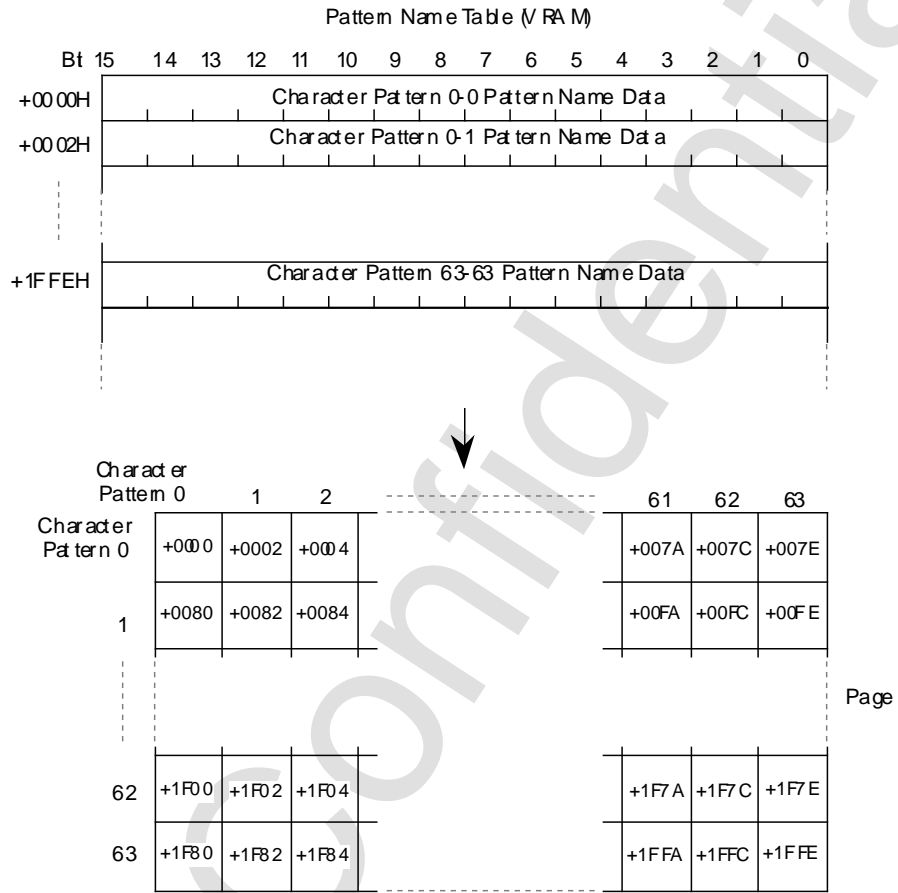 Pattern Name Table (VRAM)
Bit 15 14 13 12 11 10 9 8 7 6 5 4 3 2 1 0
+0000H Character Pattern 0-0 Pattern Name Data
+0002H Character Pattern 0-1 Pattern Name Data
+1FFEH Character Pattern 63-63 Pattern Name Data
Character
Pattern 0 1 2 61 62 63
Character
Pattern 0 +0000 +0002 +0004 +007A +007C +007E
1 +0080 +0082 +0084 +00FA +00FC +00FE
Page
62 +1F00 +1F02 +1F04 +1F7A +1F7C +1F7E
63 +1F80 +1F82 +1F84 +1FFA +1FFC +1FFE
Confidential